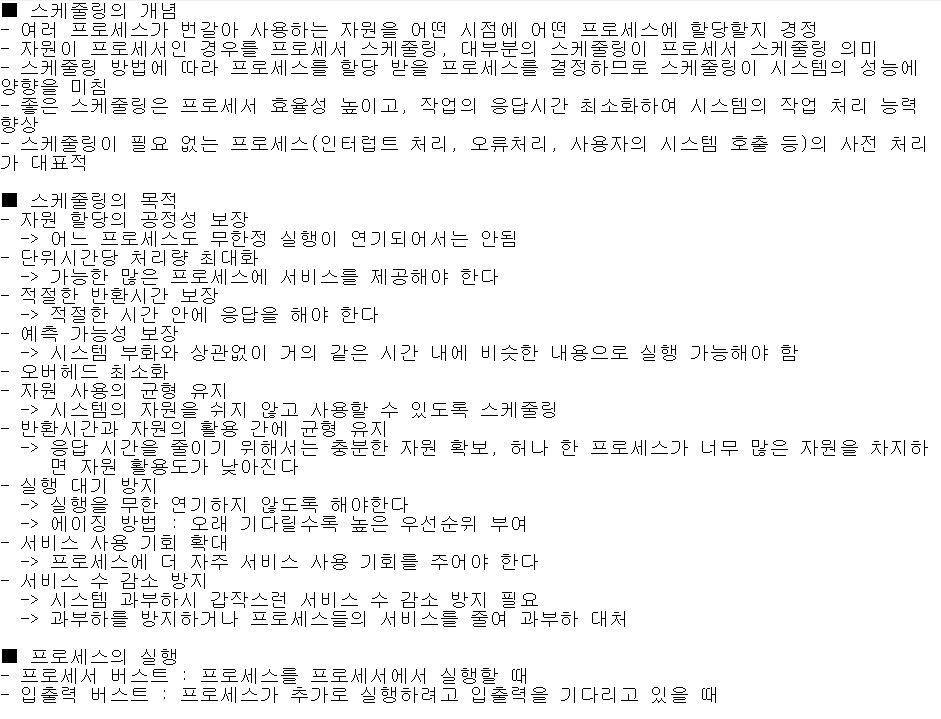 ■ 스케줄링의 개념
- 여러 프로세스가 번갈아 사용하는 자원을 어떤 시점에 어떤 프로세스에 할당할지 경정
- 자원이 프로세서인 경우를 프로세서 스케줄링, 대부분의 스케줄링이 프로세서 스케줄링 의미
- 스케줄링 방법에 따라 프로세스를 할당 받을 프로세스를 결정하므로 스케줄링이 시스템의 성능에
양향을 미침
- 좋은 스케줄링은 프로세서 효율성 높이고, 작업의 응답시간 최소화하여 시스템의 작업 처리 능력
향상
- 스케줄링이 필요 없는 프로세스(인터럽트 처리, 오류처리, 사용자의 시스템 호출 등)의 사전 처리
가 대표적
■ 스케줄링의 목적
- 자원 할당의 공정성 보장
-> 어느 프로세스도 무한정 실행이 연기되어서는 안됨
- 단위시간당 처리량 최대화
-> 가능한 많은 프로세스에 서비스를 제공해야 한다
- 적절한 반환시간 보장
-> 적절한 시간 안에 응답을 해야 한다
- 예측 가능성 보장
-> 시스템 부화와 상관없이 거의 같은 시간 내에 비슷한 내용으로 실행 가능해야 함
- 오버헤드 최소화
- 자원 사용의 균형 유지
-> 시스템의 자원을 쉬지 않고 사용할 수 있도록 스케줄링
- 반환시간과 자원의 활용 간에 균형 유지
-> 응답 시간을 줄이기 위해서는 충분한 자원 확보, 허나 한 프로세스가 너무 많은 자원을 차지하
면 자원 활용도가 낮아진다
- 실행 대기 방지
-> 실행을 무한 연기하지 않도록 해야한다
-> 에이징 방법 : 오래 기다릴수록 높은 우선순위 부여
- 서비스 사용 기회 확대
-> 프로세스에 더 자주 서비스 사용 기회를 주어야 한다
- 서비스 수 감소 방지
-> 시스템 과부하시 갑작스런 서비스 수 감소 방지 필요
-> 과부하를 방지하거나 프로세스들의 서비스를 줄여 과부하 대처
■ 프로세스의 실행
- 프로세서 버스트 : 프로세스를 프로세서에서 실행할 때
- 입출력 버스트 : 프로세스가 추가로 실행하려고 입출력을 기다리고 있을 때